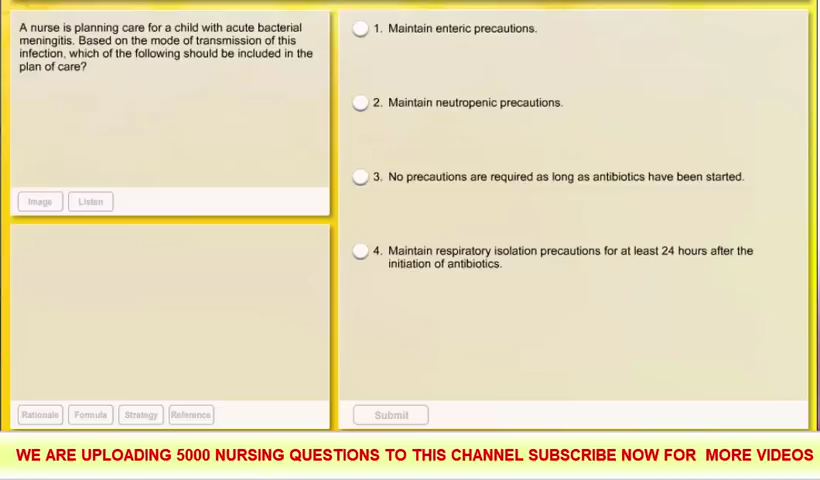 A nurse is planning care for a child with acute bacterial
meningitis. Based on the mode of transmission of this
infection, which of the following should be included in the
plan of care?
Image
Listen
Rationale
Formula
Strategy
Reference
1. Maintain enteric precautions.
2. Maintain neutropenic precautions.
3. No precautions are required as long as antibiotics have been started.
4. Maintain respiratory isolation precautions for at least 24 hours after the
initiation of antibiotics.
Submit
WE ARE UPLOADING 5000 NURSING QUESTIONS TO THIS CHANNEL SUBSCRIBE NOW FOR MORE VIDEOS